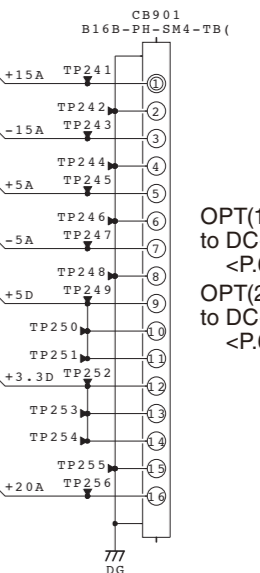 CB901
B16B-PH-SM4-TB(
+15A TP241 1
TP242 2
-15A TP243 3
TP244 4
+5A TP245 5
TP246 6
-5A TP247 7
TP248 8
+5D TP249 9
TP250 10
TP251 11
+3.3D TP252 12
TP253 13
TP254 14
TP255 15
+20A TP256 16
OPT(1
to DC
<P.
OPT(2
to DC
<P.
DG